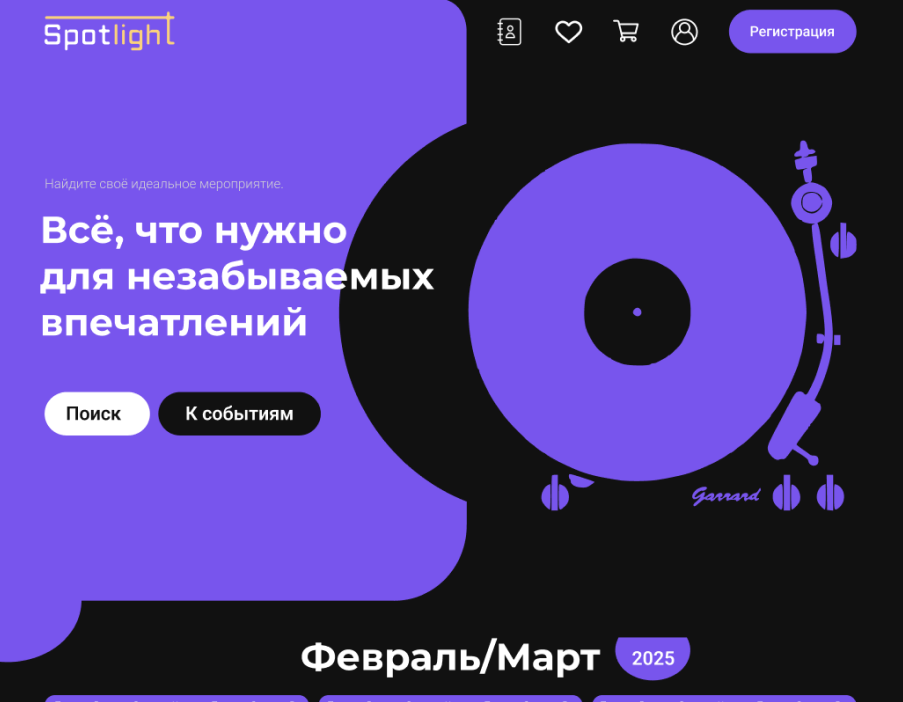 Spotlight
Регистрация
Найдите своё идеальное мероприятие.
Всё, что нужно
для незабываемых
впечатлений
Поиск
К событиям
Garrard
Февраль/Март
2025